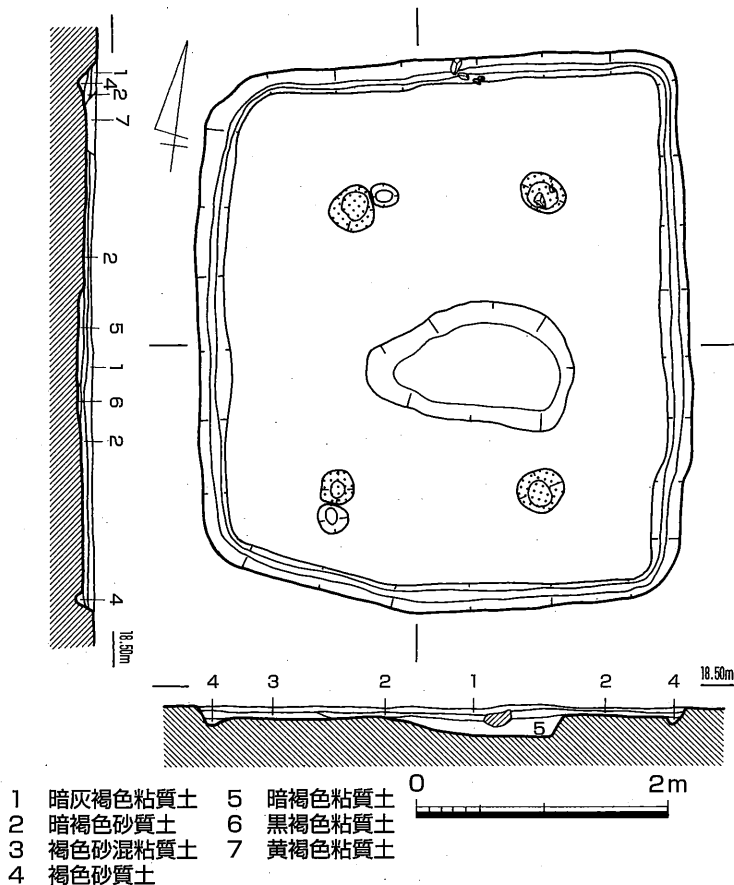 1
4
2
7
2
5
1
6
2
4
18.50m
18.50m
4 3 2 1 2 4
5
1 暗灰褐色粘質土
2 暗褐色砂質土
3 褐色砂混粘質土
4 褐色砂質土
5 暗褐色粘質土
6 黒褐色粘質土
7 黄褐色粘質土
0 2m